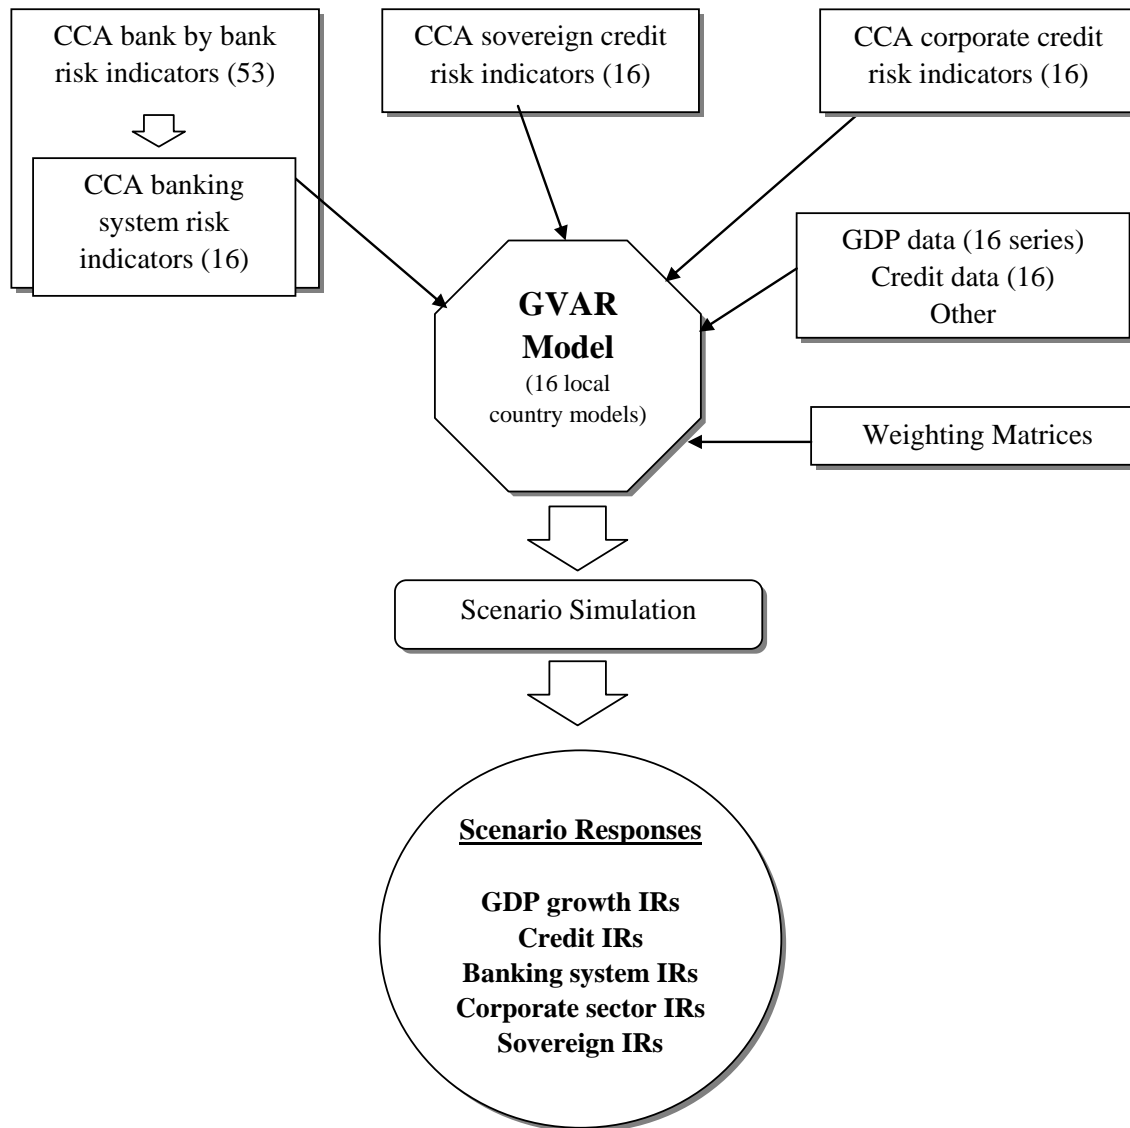 CCA bank by bank
risk indicators (53)
CCA banking
system risk
indicators (16)
CCA sovereign credit
risk indicators (16)
CCA corporate credit
risk indicators (16)
GDP data (16 series)
Credit data (16)
Other
Weighting Matrices
GVAR
Model
(16 local
country models)
Scenario Simulation
Scenario Responses
GDP growth IRs
Credit IRs
Banking system IRs
Corporate sector IRs
Sovereign IRs